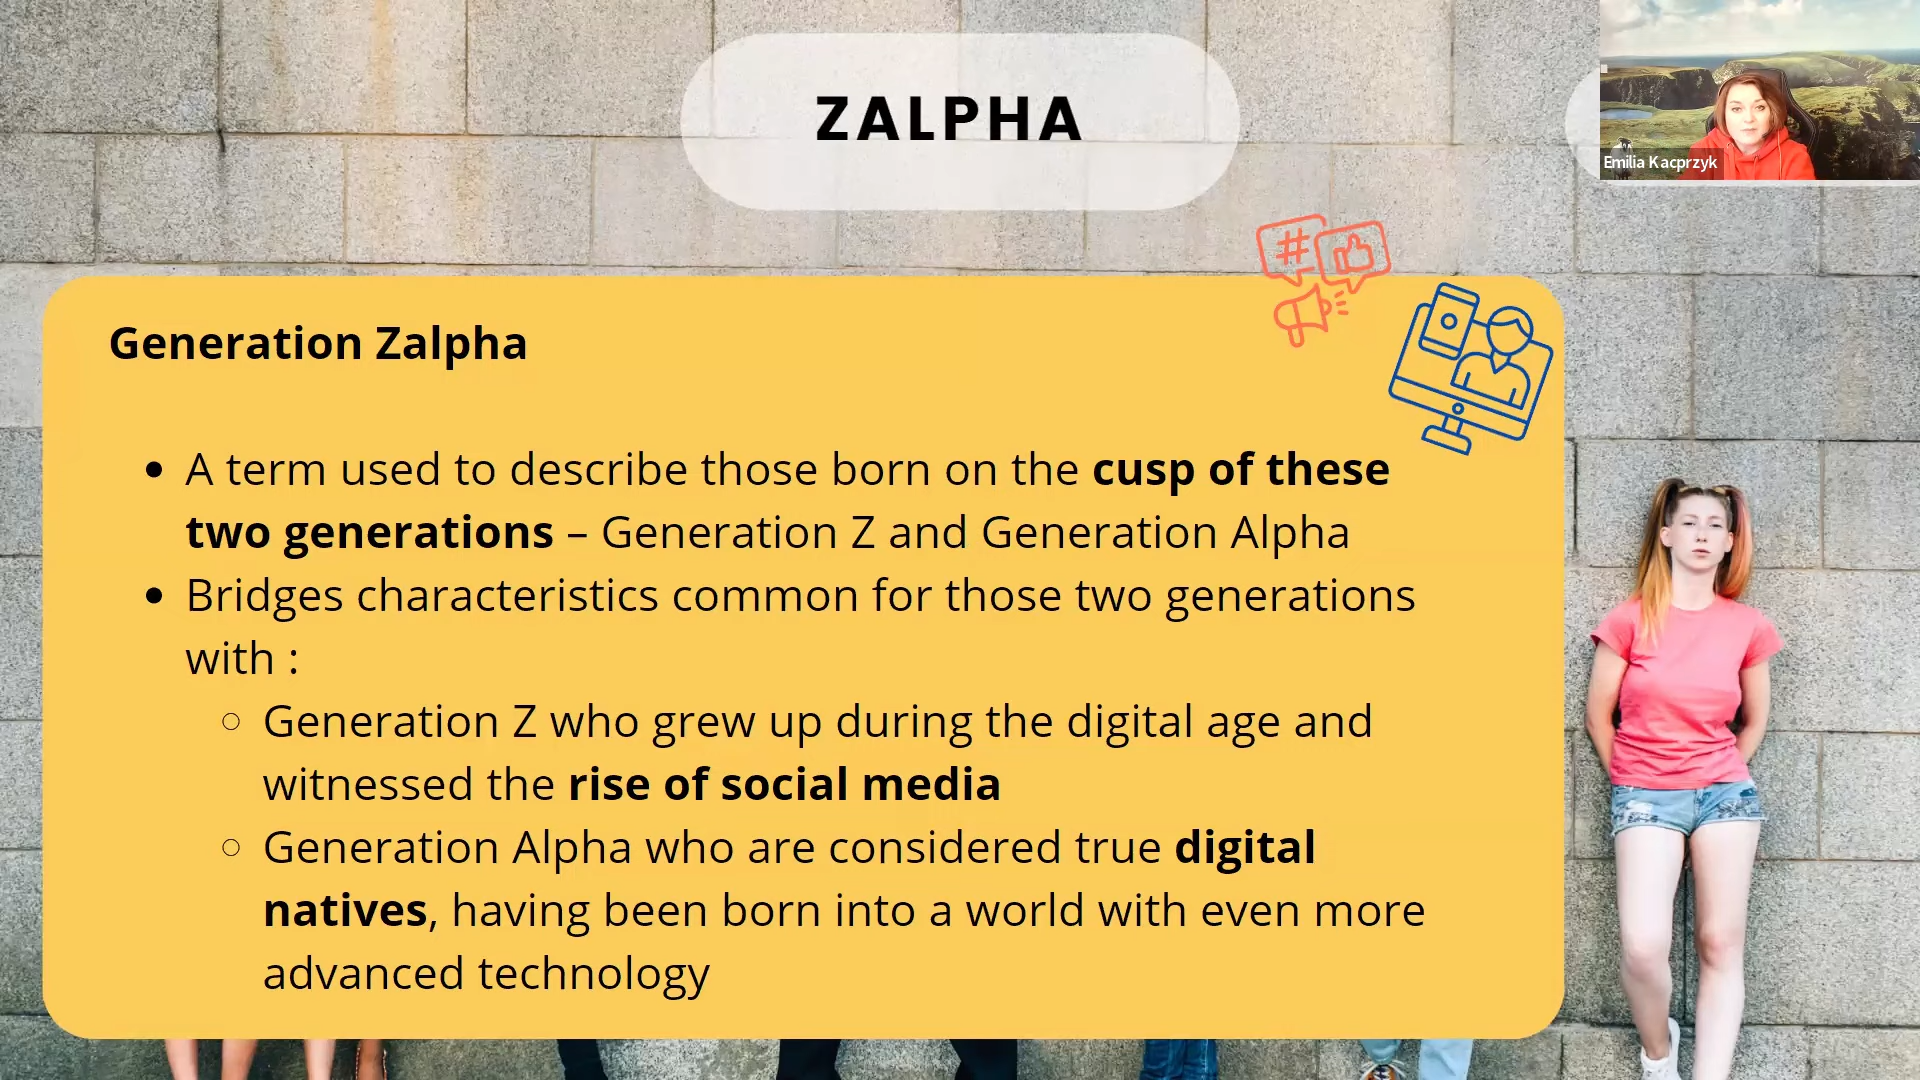 ZALPHA
Emilia Kacprzyk
#
Generation Zalpha
A term used to describe those born on the cusp of these
two generations – Generation Z and Generation Alpha
Bridges characteristics common for those two generations
with :
Generation Z who grew up during the digital age and
witnessed the rise of social media
Generation Alpha who are considered true digital
natives, having been born into a world with even more
advanced technology